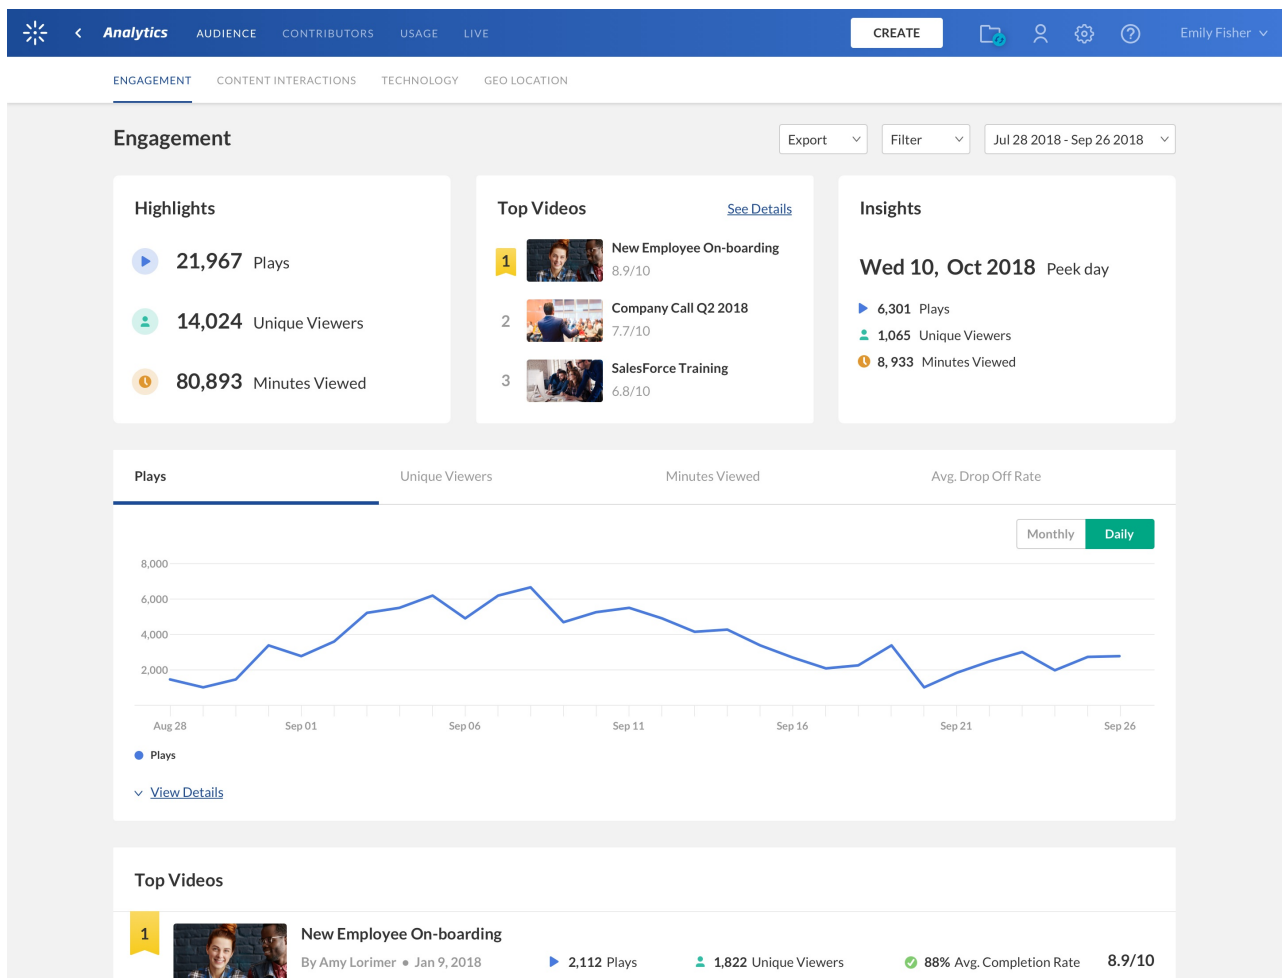 Analytics AUDIENCE CONTRIBUTORS USAGE LIVE CREATE Emily Fisher
ENGAGEMENT CONTENT INTERACTIONS TECHNOLOGY GEO LOCATION
Engagement Export Filter Jul 28 2018 - Sep 26 2018
Highlights
21,967 Plays
14,024 Unique Viewers
80,893 Minutes Viewed
Top Videos See Details
1 New Employee On-boarding
8.9/10
2 Company Call Q2 2018
7.7/10
3 SalesForce Training
6.8/10
Insights
Wed 10, Oct 2018 Peek day
6,301 Plays
1,065 Unique Viewers
8, 933 Minutes Viewed
Plays Unique Viewers Minutes Viewed Avg. Drop Off Rate
Monthly Daily
8,000
6,000
4,000
2,000
Aug 28 Sep 01 Sep 06 Sep 11 Sep 16 Sep 21 Sep 26
Plays
View Details
Top Videos
1 New Employee On-boarding
By Amy Lorimer • Jan 9, 2018 2,112 Plays 1,822 Unique Viewers 88% Avg. Completion Rate 8.9/10